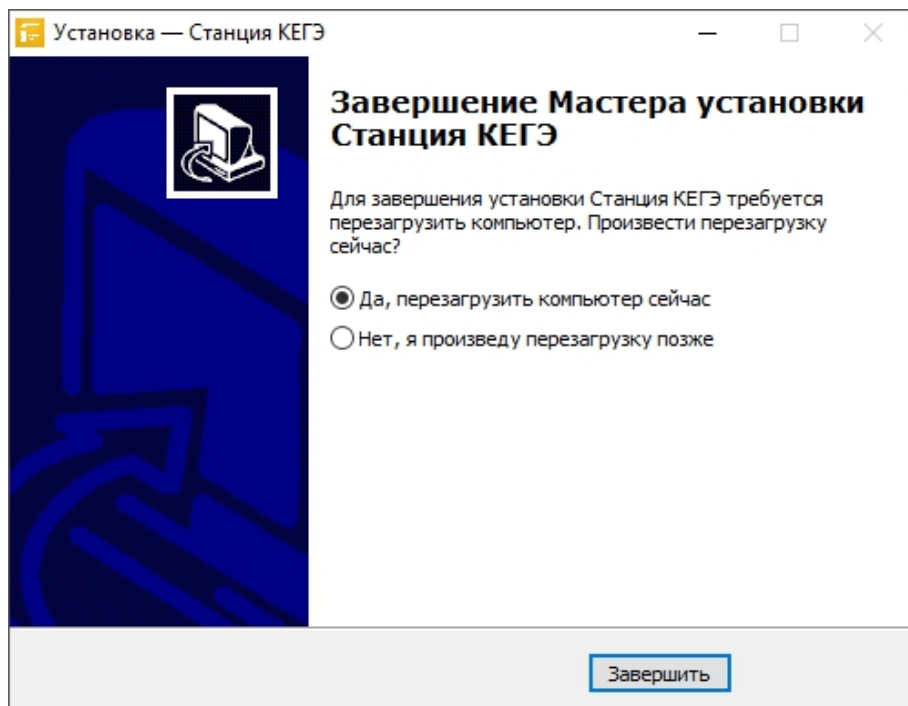 Установка — Станция КЕГЭ
Завершение Мастера установки
Станция КЕГЭ
Для завершения установки Станция КЕГЭ требуется
перезагрузить компьютер. Произвести перезагрузку
сейчас?
Да, перезагрузить компьютер сейчас
Нет, я произведу перезагрузку позже
Завершить